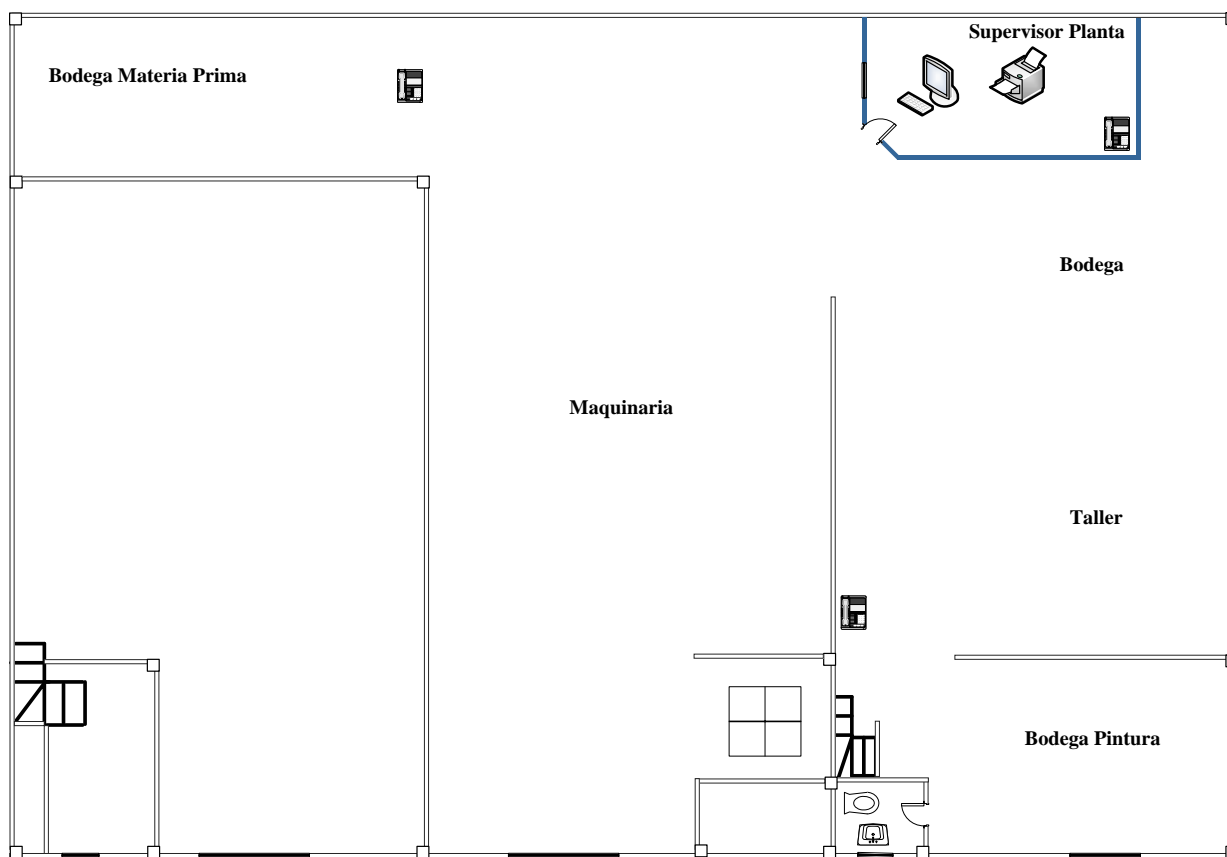 Supervisor Planta
Bodega Materia Prima
Bodega
Maquinaria
Taller
Bodega Pintura